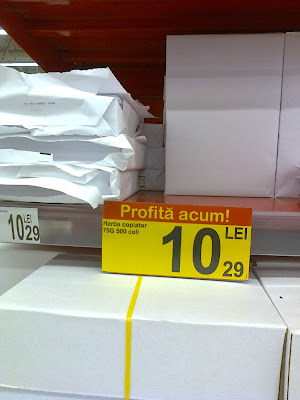 LEI
10 29
Profită acum!
Hartie copiator
75G 500 coli
10 LEI
29